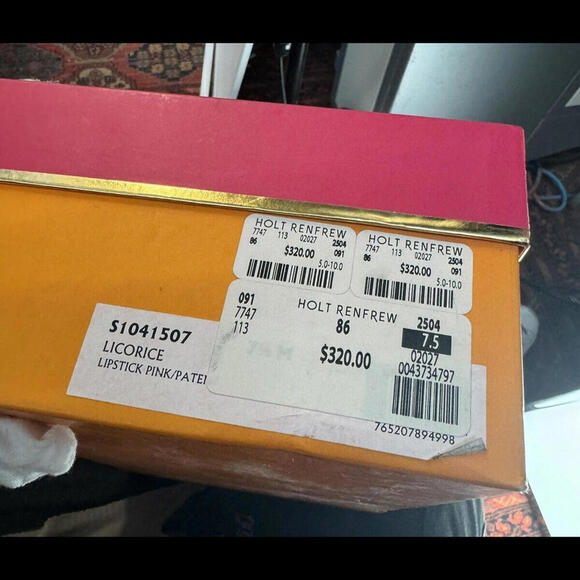 HOLT RENFREW
7747 113 02027 2504
86 $320.00 091
5.0-10.0
HOLT RENFREW
7747 113 02027 2504
86 $320.00 091
5.0-10.0
091 HOLT RENFREW 2504
7747 86 7.5
113 $320.00 02027
0043734797
S1041507
LICORICE
LIPSTICK PINK/PATE
765207894998